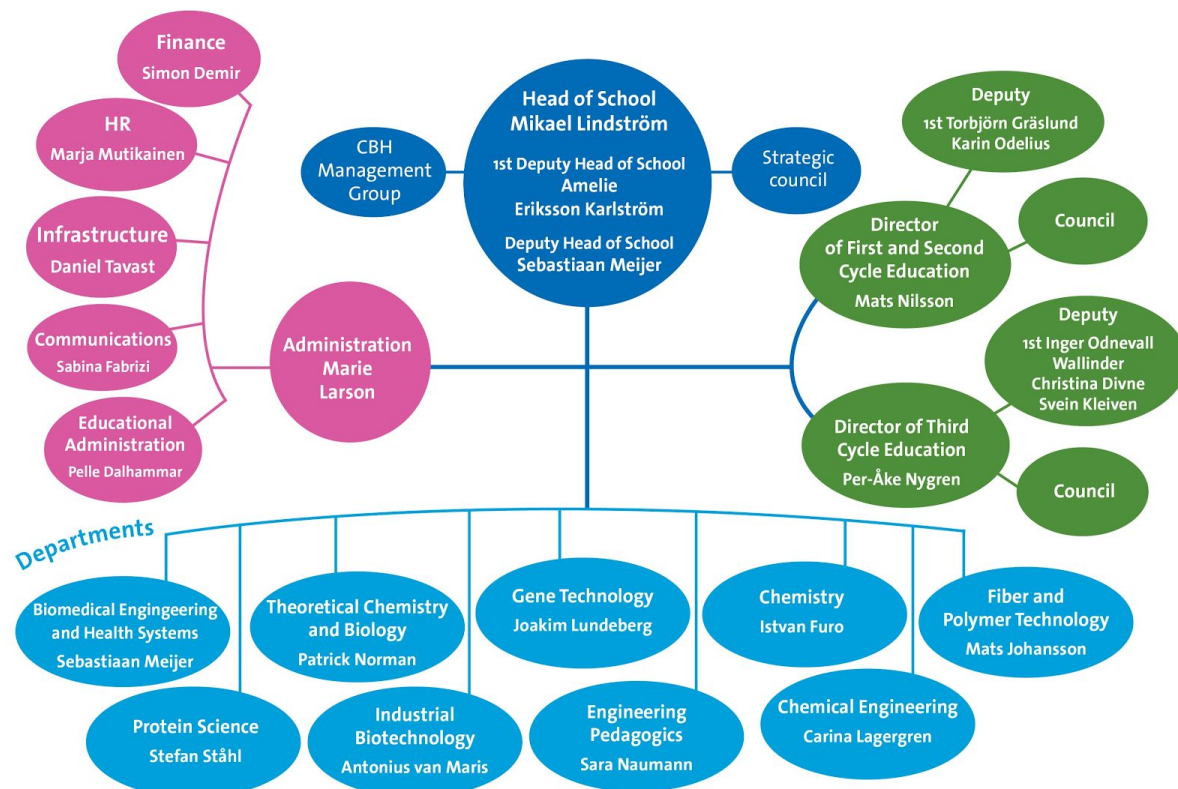 Finance
Simon Demir
HR
Marja Mutikainen
Infrastructure
Daniel Tavast
Communications
Sabina Fabrizi
Educational
Administration
Pelle Dalhammar
Administration
Marie
Larson
CBH
Management
Group
Head of School
Mikael Lindström
1st Deputy Head of School
Amelie
Eriksson Karlström
Deputy Head of School
Sebastiaan Meijer
Strategic
council
Deputy
1st Torbjörn Gräslund
Karin Odelius
Director
of First and Second
Cycle Education
Mats Nilsson
Council
Deputy
1st Inger Odnevall
Wallinder
Christina Divne
Svein Kleiven
Director of Third
Cycle Education
Per-Åke Nygren
Council
Departments
Biomedical Engingeering
and Health Systems
Sebastiaan Meijer
Theoretical Chemistry
and Biology
Patrick Norman
Gene Technology
Joakim Lundeberg
Chemistry
Istvan Furo
Fiber and
Polymer Technology
Mats Johansson
Protein Science
Stefan Ståhl
Industrial
Biotechnology
Antonius van Maris
Engineering
Pedagogics
Sara Naumann
Chemical Engineering
Carina Lagergren